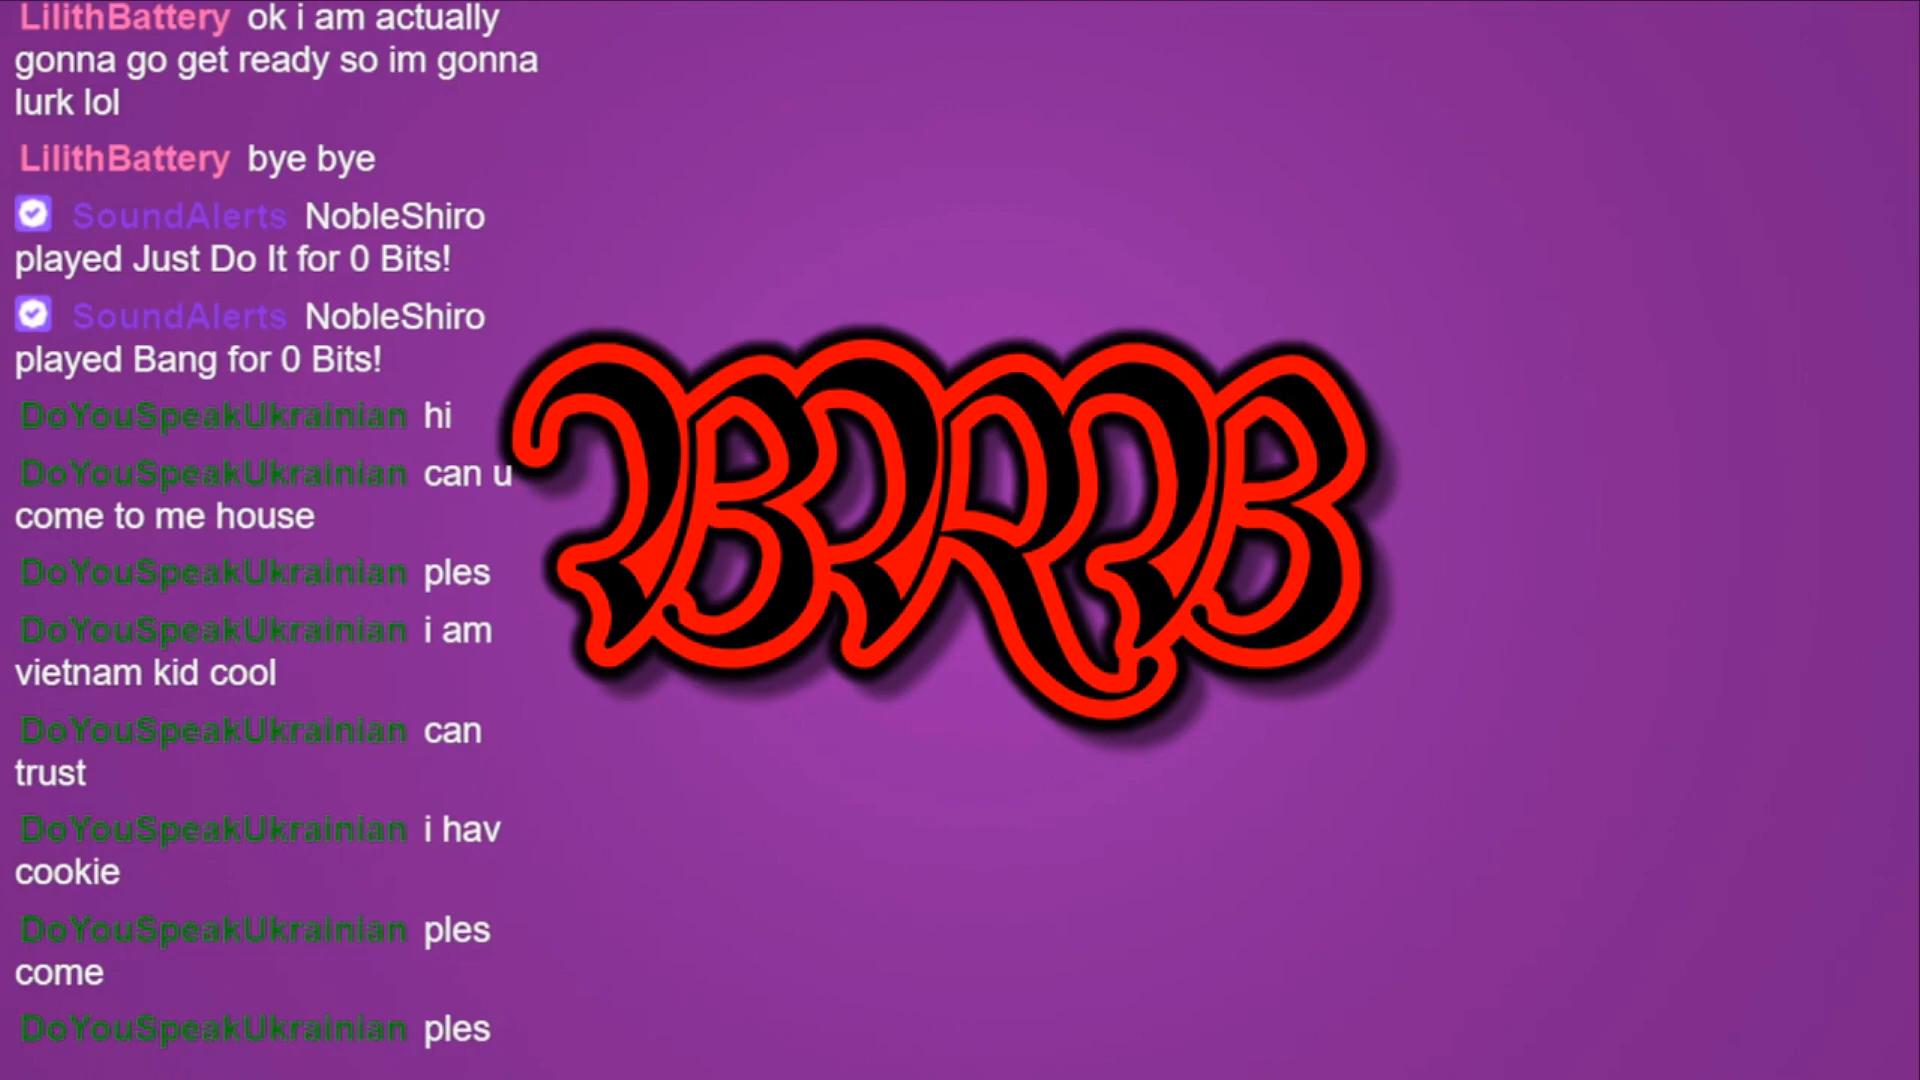 LilithBattery ok i am actually
gonna go get ready so im gonna
lurk lol
LilithBattery bye bye
SoundAlerts NobleShiro
played Just Do It for 0 Bits!
SoundAlerts NobleShiro
played Bang for 0 Bits!
DoYouSpeakUkrainian hi
DoYouSpeakUkrainian can u
come to me house
DoYouSpeakUkrainian ples
DoYouSpeakUkrainian i am
vietnam kid cool
DoYouSpeakUkrainian can
trust
DoYouSpeakUkrainian i hav
cookie
DoYouSpeakUkrainian ples
come
DoYouSpeakUkrainian ples
BRB